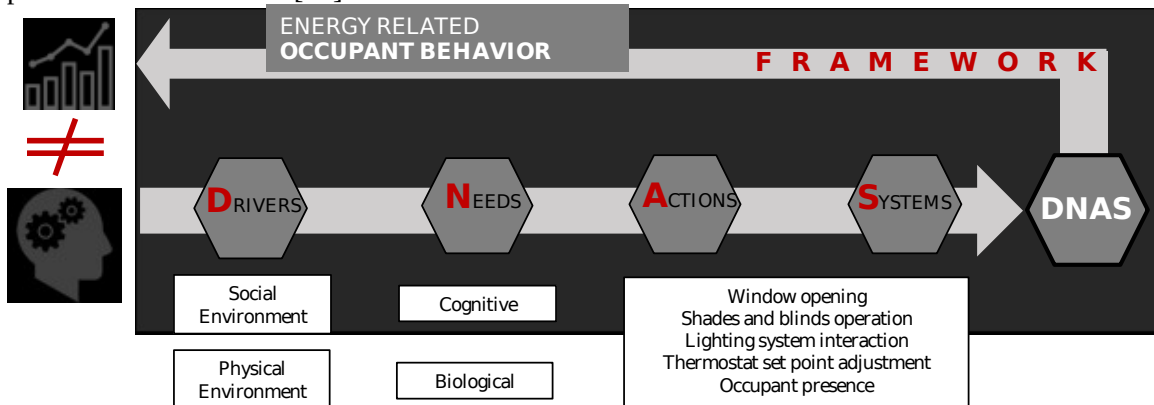 ENERGY RELATED
OCCUPANT BEHAVIOR
F R A M E W O R K
DRIVERS
NEEDS
ACTIONS
SYSTEMS
DNAS
Social
Environment
Cognitive
Window opening
Shades and blinds operation
Lighting system interaction
Thermostat set point adjustment
Occupant presence
Physical
Environment
Biological